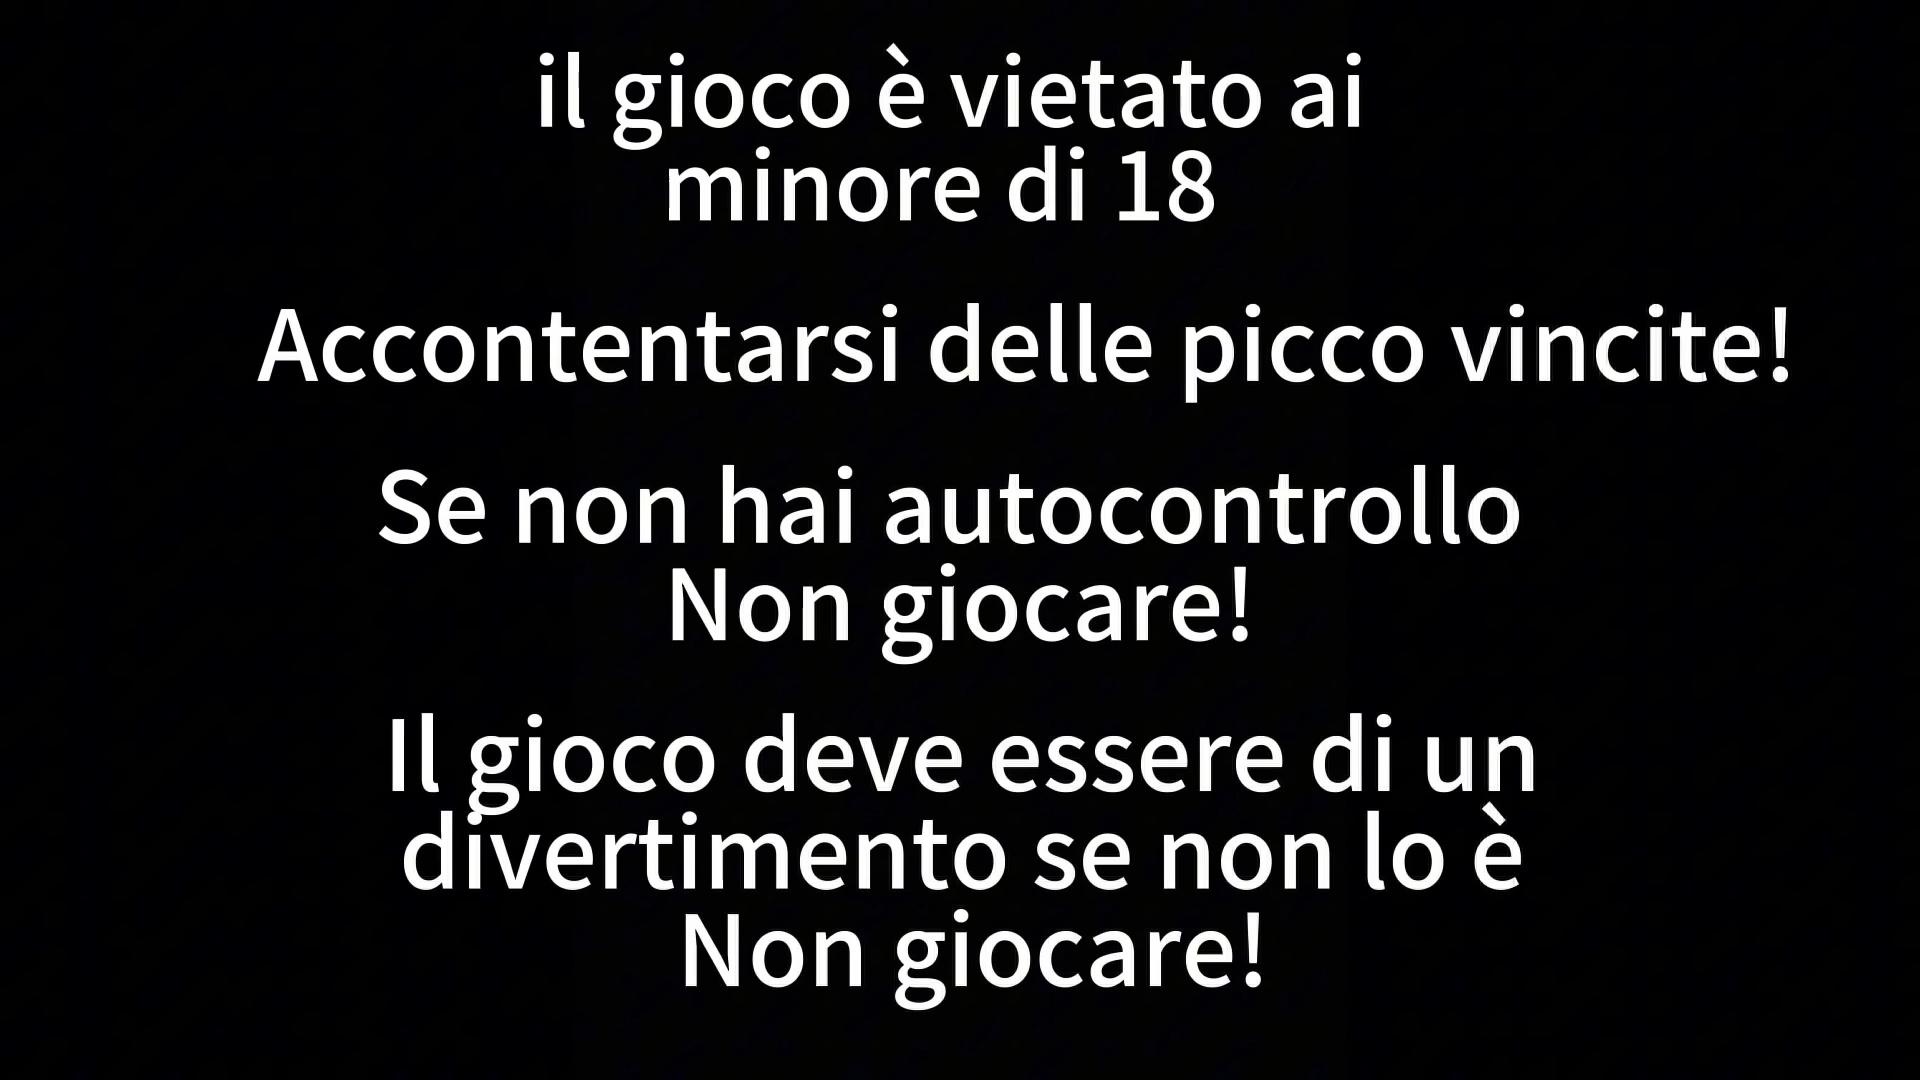 il gioco è vietato ai
minore di 18
Accontentarsi delle picco vincite!
Se non hai autocontrollo
Non giocare!
Il gioco deve essere di un
divertimento se non lo è
Non giocare!